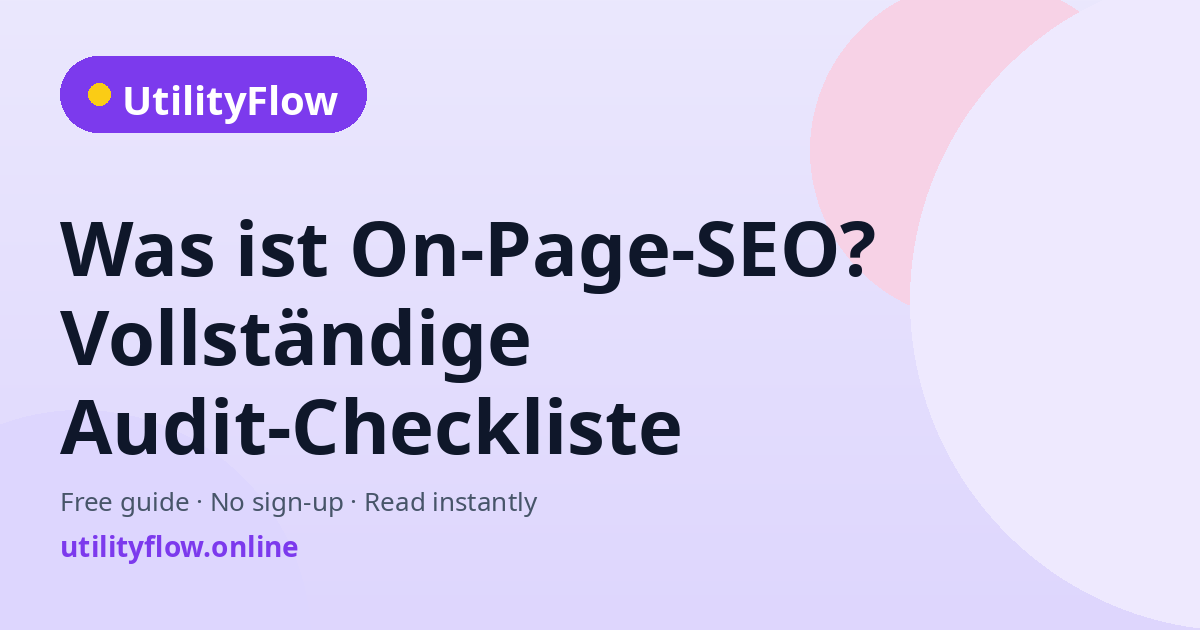 UtilityFlow
Was ist On-Page-SEO?
Vollständige
Audit-Checkliste
Free guide · No sign-up · Read instantly
utilityflow.online